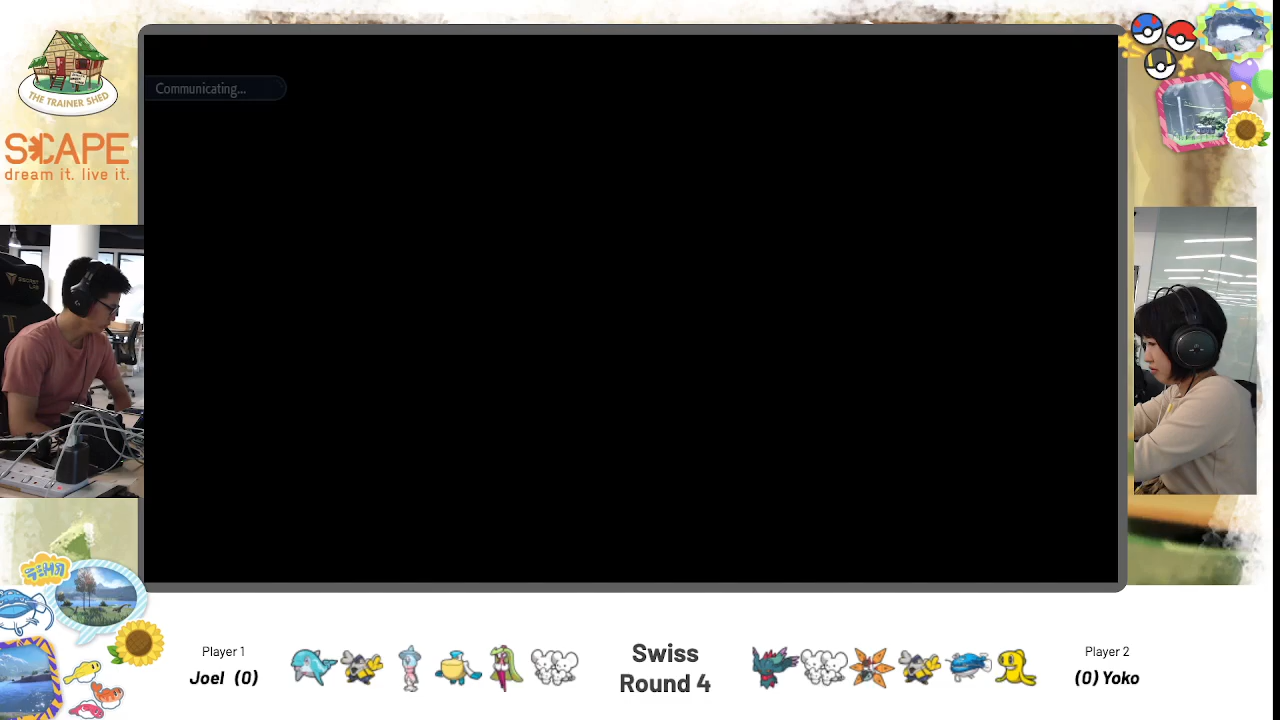 THE TRAINER SHED
SCAPE
dream it. live it.
Communicating...
Player 1
Joel (0)
Swiss
Round 4
Player 2
(0) Yoko